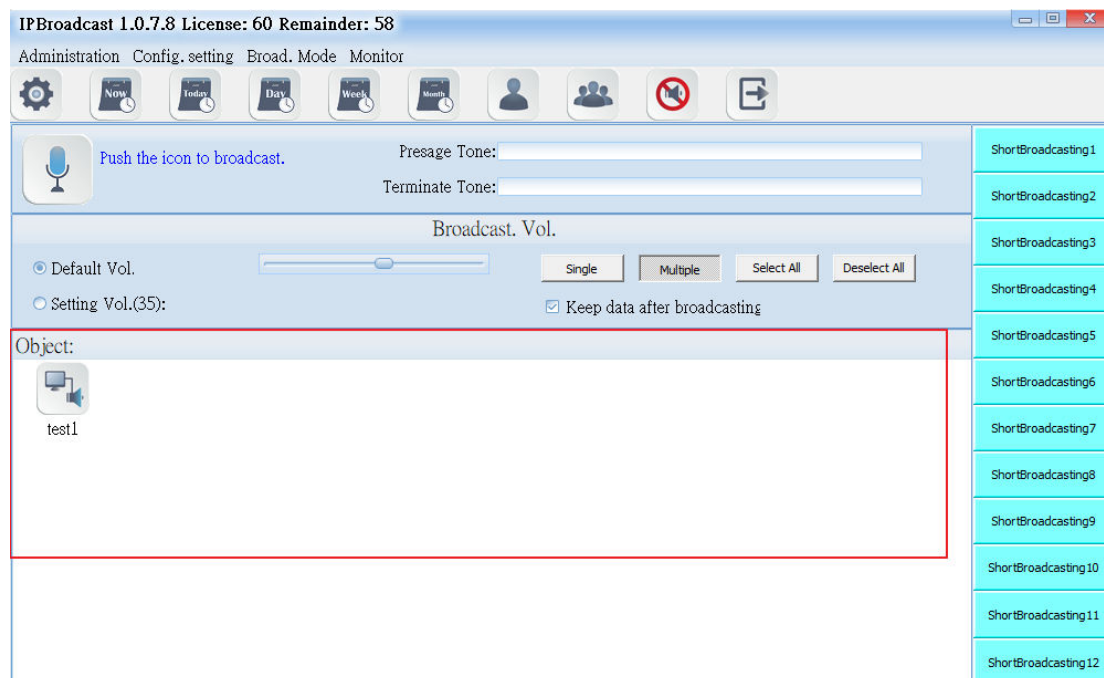 IPBroadcast 1.0.7.8 License: 60 Remainder: 58
Administration Config. setting Broad. Mode Monitor
Now Today Day Week Month
Push the icon to broadcast.
Presage Tone:
Terminate Tone:
Broadcast. Vol.
Default Vol.
Single Multiple Select All Deselect All
Setting Vol.(35):
Keep data after broadcasting
Object:
test1
ShortBroadcasting1
ShortBroadcasting2
ShortBroadcasting3
ShortBroadcasting4
ShortBroadcasting5
ShortBroadcasting6
ShortBroadcasting7
ShortBroadcasting8
ShortBroadcasting9
ShortBroadcasting10
ShortBroadcasting11
ShortBroadcasting12